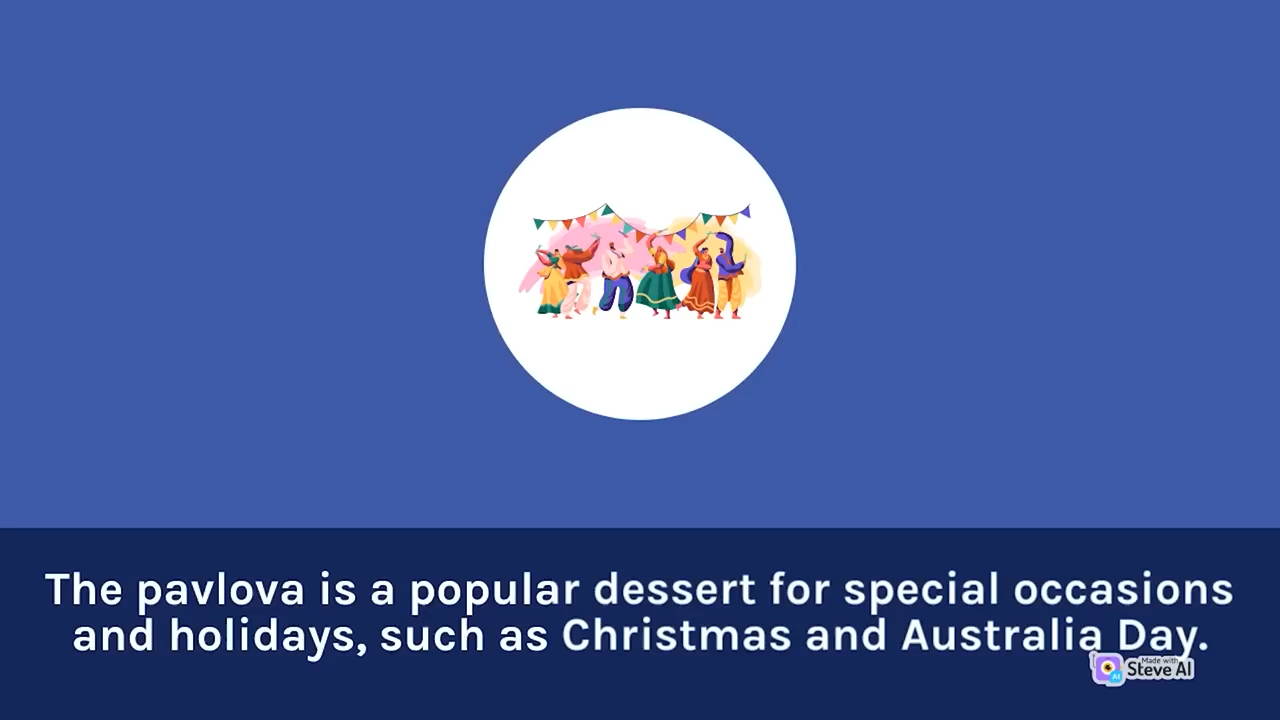 The pavlova is a popular dessert for special occasions
and holidays, such as Christmas and Australia Day.
Made with
Steve AI
AI